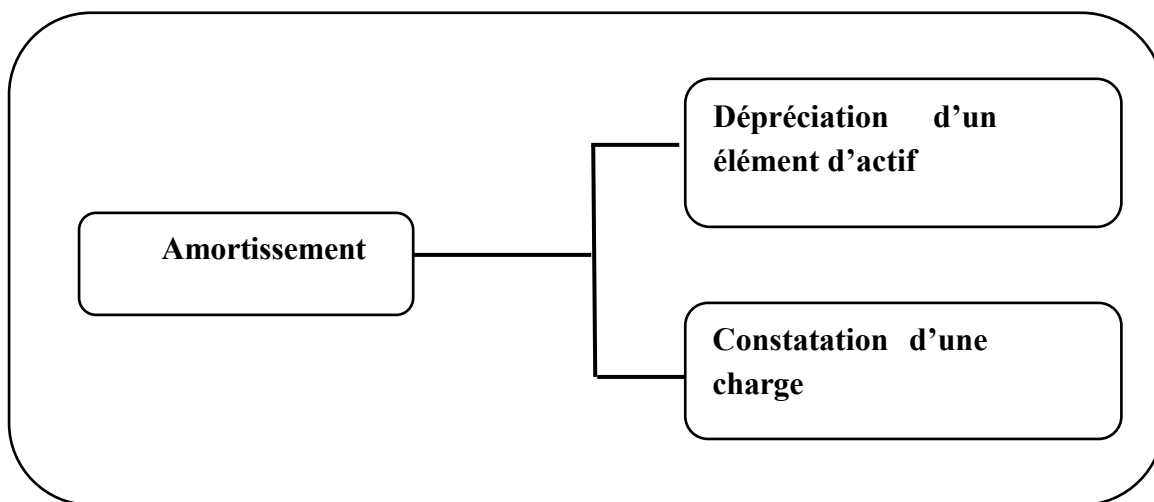 Amortissement
Dépréciation d’un
élément d’actif
Constatation d’une
charge